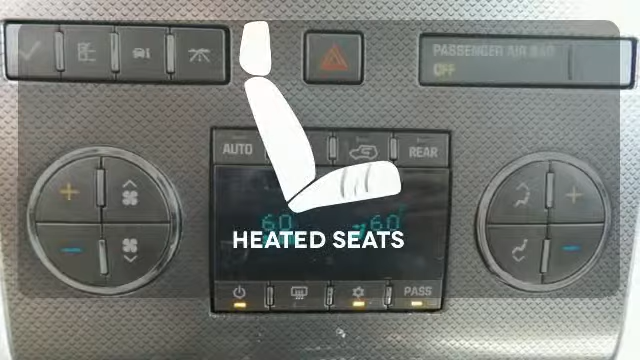 PASSENGER AIR BAG
OFF
AUTO
REAR
60
60
HEATED SEATS
PASS